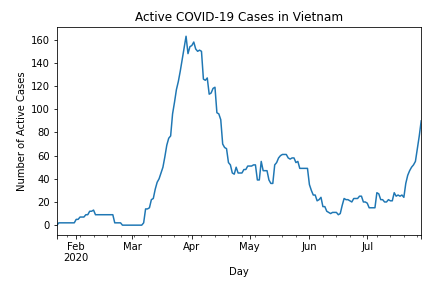 Active COVID-19 Cases in Vietnam
Number of Active Cases
160
140
120
100
80
60
40
20
0
Feb Mar Apr May Jun Jul
2020
Day